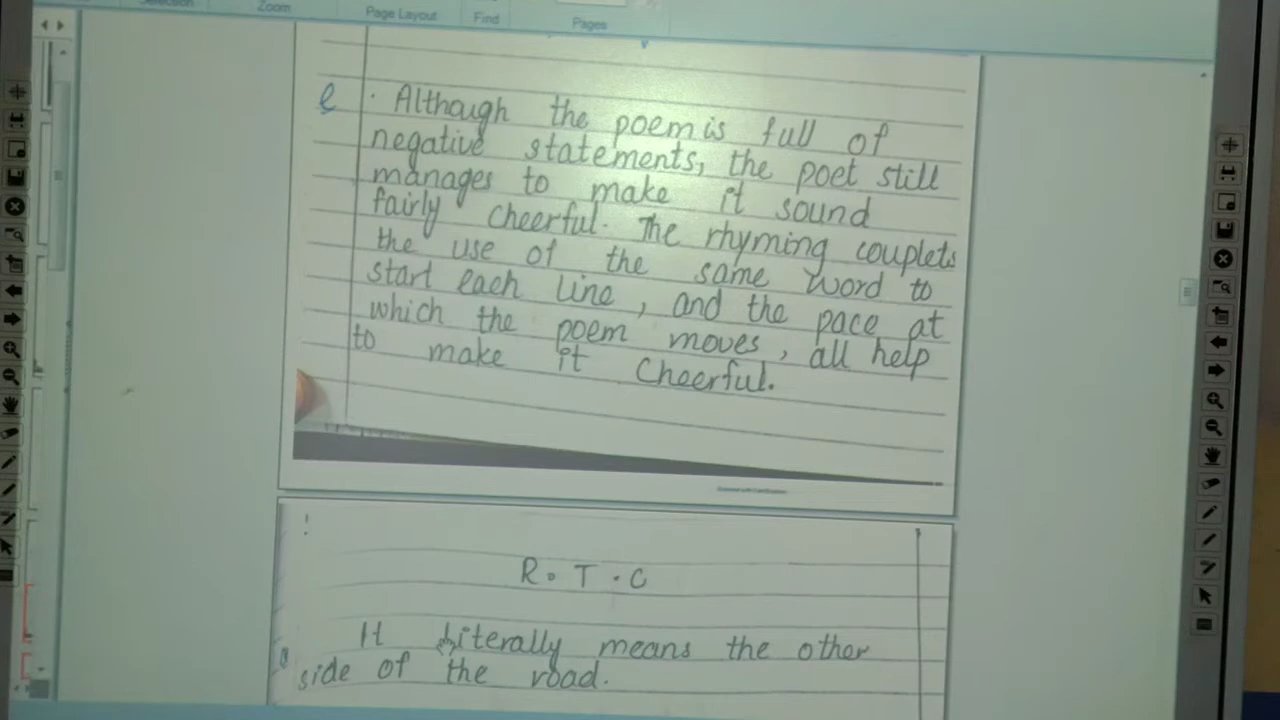 Zoom
Page Layout
Find
Pages
e . Although the poem is full of
negative statements, the poet still
manages to make it sound
fairly cheerful. The rhyming couplets
the use of the same word to
start each line, and the pace at
which the poem moves, all help
to make it Cheerful.
R. T. C
It literally means the other
a side of the road.